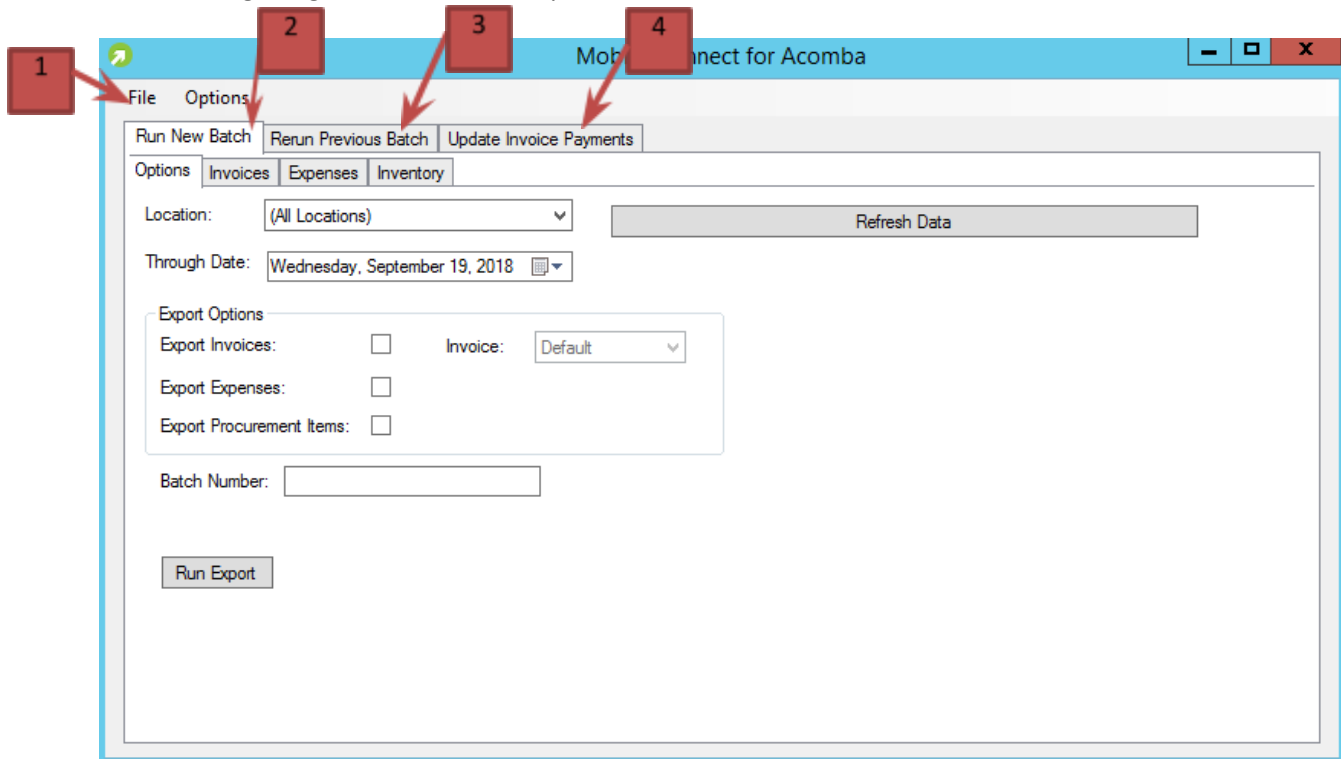 2 3 4
1
Mob nnect for Acomba
File Options
Run New Batch Rerun Previous Batch Update Invoice Payments
Options Invoices Expenses Inventory
Location: (All Locations) Refresh Data
Through Date: Wednesday, September 19, 2018
Export Options
Export Invoices: Invoice: Default
Export Expenses:
Export Procurement Items:
Batch Number:
Run Export